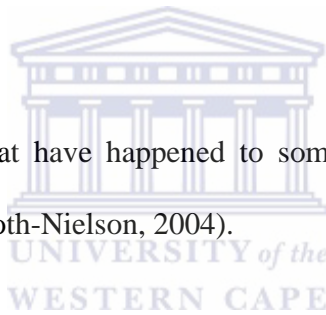 at have happened to som
oth-Nielson, 2004).
UNIVERSITY of the
WESTERN CAPE